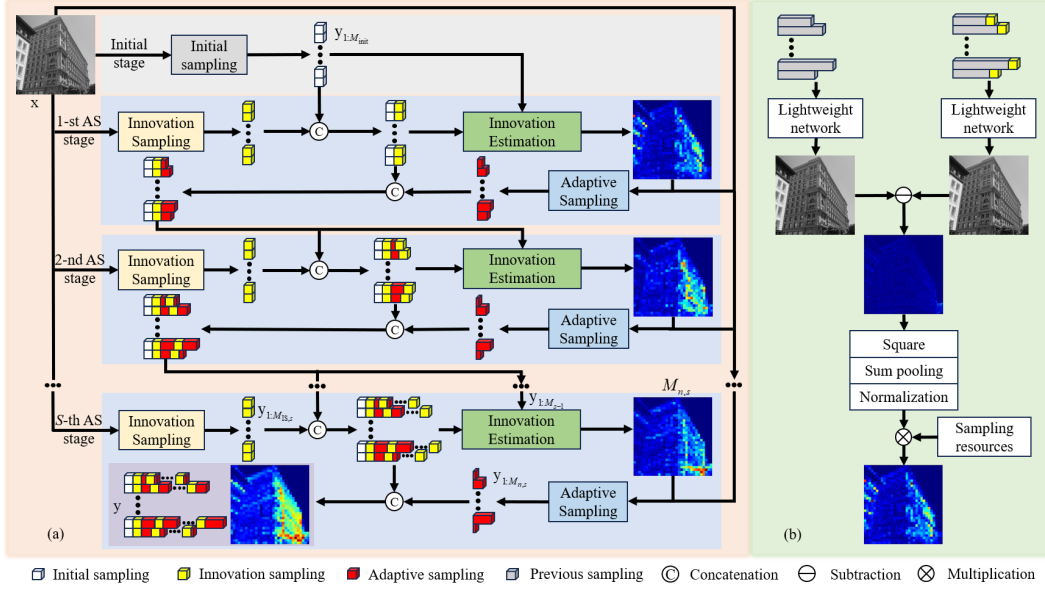 x
Initial
stage
Initial
sampling
y1:Minit
1-st AS
stage
Innovation
Sampling
C
Innovation
Estimation
C
Adaptive
Sampling
2-nd AS
stage
Innovation
Sampling
C
Innovation
Estimation
C
Adaptive
Sampling
S-th AS
stage
Innovation
Sampling
y1:MIS,s
C
y1:Ms−1
Innovation
Estimation
Mn,s
y
C
y1:Mn,s
Adaptive
Sampling
(a)
Lightweight
network
Lightweight
network
Square
Sum pooling
Normalization
Sampling
resources
(b)
Initial sampling
Innovation sampling
Adaptive sampling
Previous sampling
C Concatenation
Subtraction
Multiplication